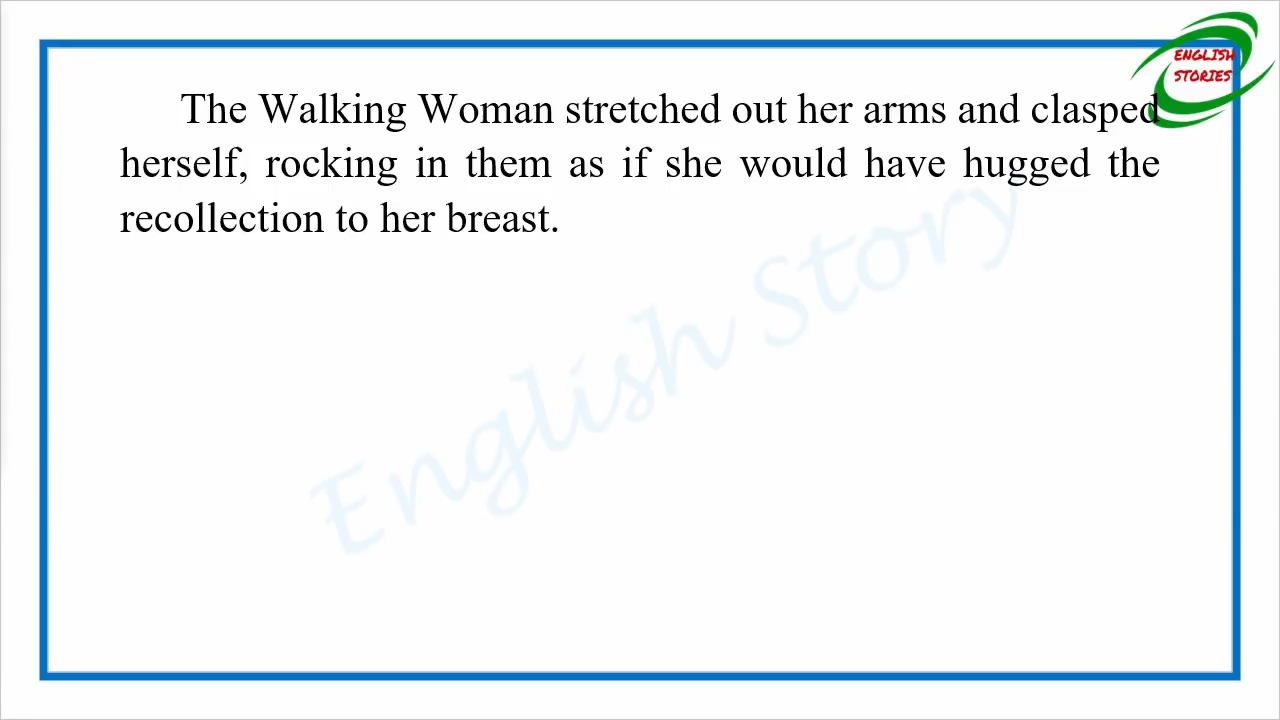 ENGLISH
STORIES
The Walking Woman stretched out her arms and clasped
herself, rocking in them as if she would have hugged the
recollection to her breast.
English Story